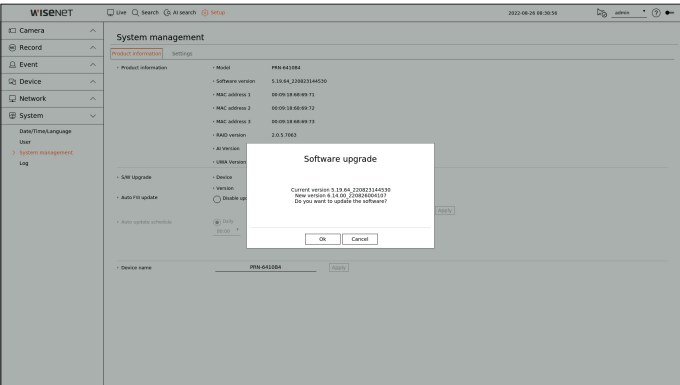 WISENET
Live Search AI search Setup 2022-08-26 08:38:56 admin ?
Camera
Record
Event
Device
Network
System
Date/Time/Language
User
System management
Log
System management
Product information Settings
Product information
Model PRN-6410B4
Software version 5.19.64_220823144530
MAC address 1 00:09:18:68:69:71
MAC address 2 00:09:18:68:69:72
MAC address 3 00:09:18:68:69:73
RAID version 2.0.5.7063
AI Version
UWA Version
S/W Upgrade Device
Version
Auto FW update Disable up
Apply
Auto update schedule Daily
00:00
Device name PRN-6410B4 Apply
Software upgrade
Current version 5.19.64_220823144530
New version 6.14.00_220826004107
Do you want to update the software?
Ok Cancel